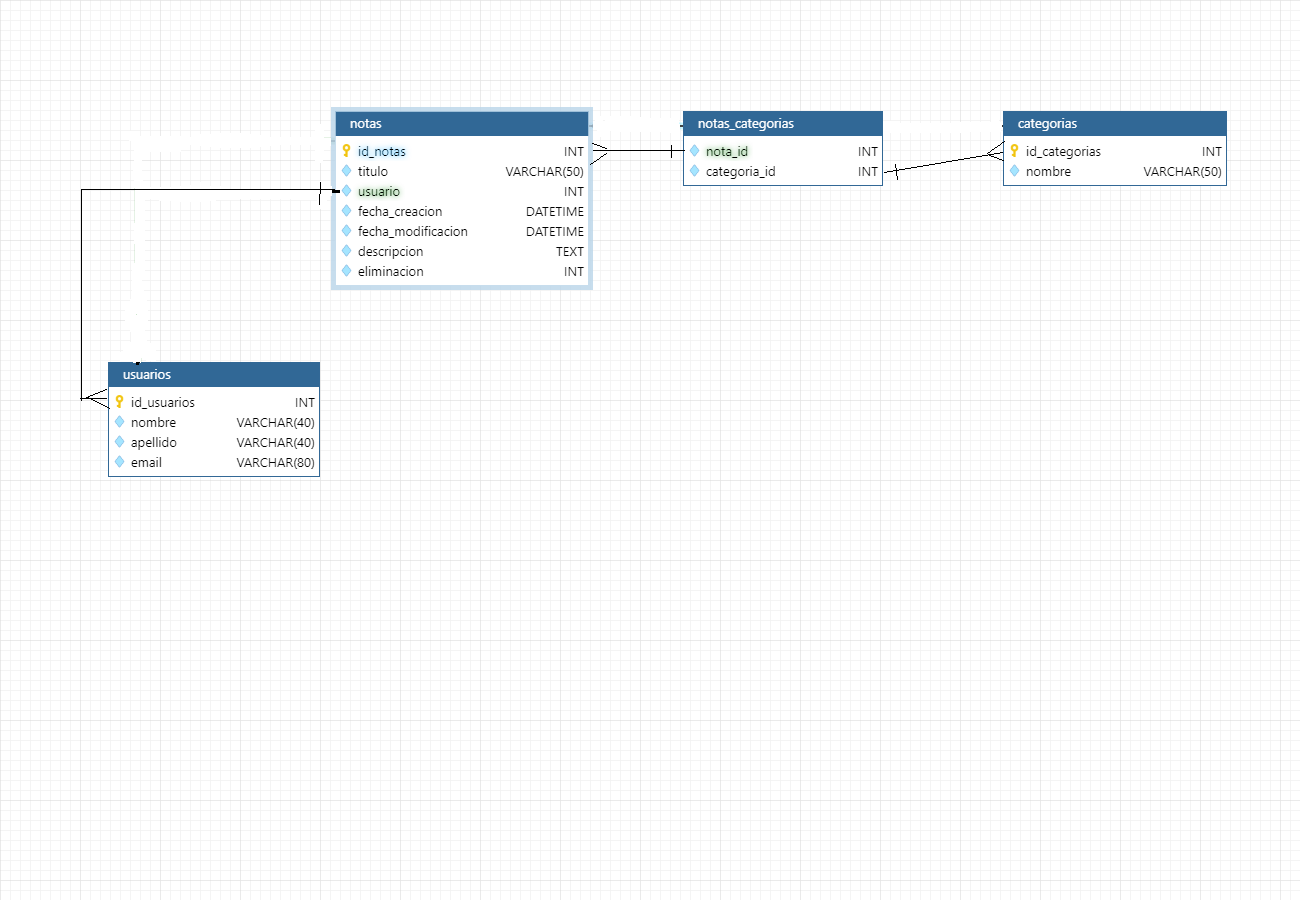 notas
id_notas INT
titulo VARCHAR(50)
usuario INT
fecha_creacion DATETIME
fecha_modificacion DATETIME
descripcion TEXT
eliminacion INT
notas_categorias
nota_id INT
categoria_id INT
categorias
id_categorias INT
nombre VARCHAR(50)
usuarios
id_usuarios INT
nombre VARCHAR(40)
apellido VARCHAR(40)
email VARCHAR(80)